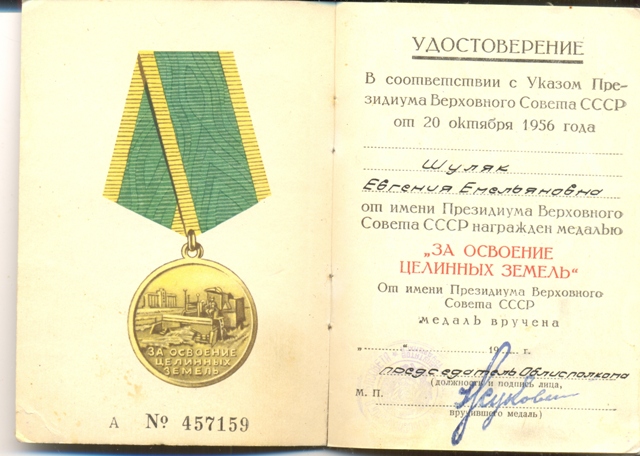 ЗА ОСВОЕНИЕ
ЦЕЛИННЫХ
ЗЕМЕЛЬ
А № 457159
УДОСТОВЕРЕНИЕ
В соответствии с Указом Пре-
зидиума Верховного Совета СССР
от 20 октября 1956 года
Шуляк
Евгения Емельяновна
от имени Президиума Верховного
Совета СССР награжден медалью
„ЗА ОСВОЕНИЕ
ЦЕЛИННЫХ ЗЕМЕЛЬ“
От имени Президиума Верховного
Совета СССР
медаль вручена
„ “ 19 г.
председатель Облисполкома
(должность и подпись лица,
М. П.
вручившего медаль)